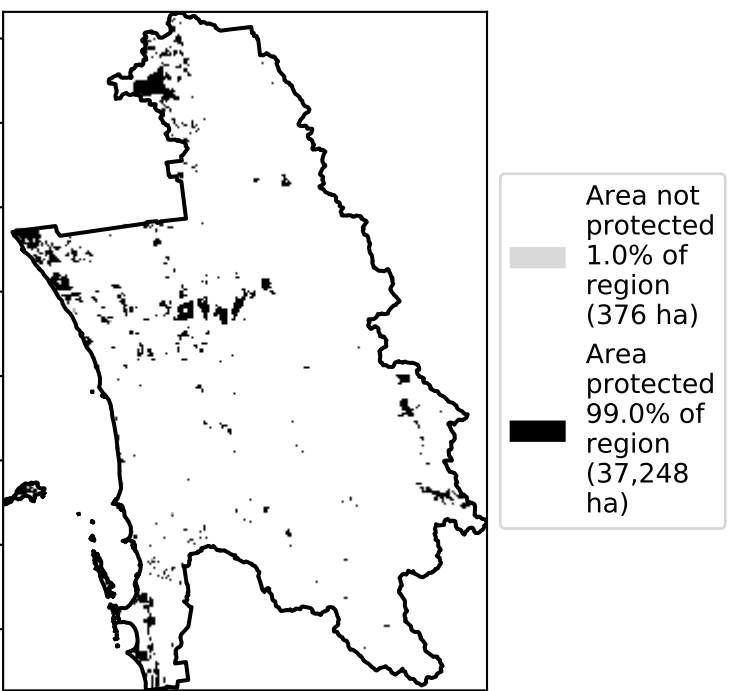 Area not
protected
1.0% of
region
(376 ha)
Area
protected
99.0% of
region
(37,248
ha)